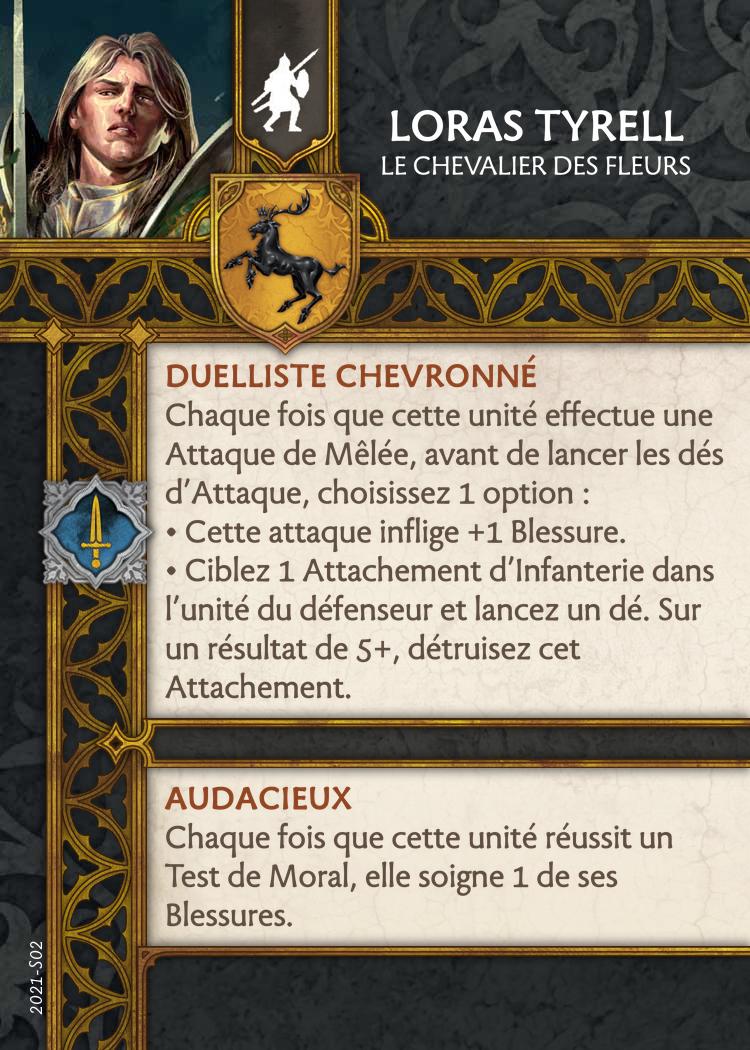 LORAS TYRELL
LE CHEVALIER DES FLEURS
DUELLISTE CHEVRONNÉ
Chaque fois que cette unité effectue une
Attaque de Mêlée, avant de lancer les dés
d'Attaque, choisissez 1 option :
• Cette attaque inflige +1 Blessure.
• Ciblez 1 Attachement d'Infanterie dans
l'unité du défenseur et lancez un dé. Sur
un résultat de 5+, détruisez cet
Attachement.
AUDACIEUX
Chaque fois que cette unité réussit un
Test de Moral, elle soigne 1 de ses
Blessures.
2021-S02